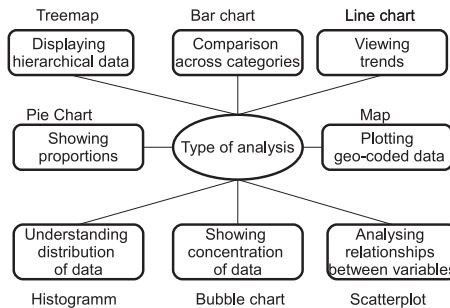 Treemap
Bar chart
Line chart
Displaying
hierarchical data
Comparison
across categories
Viewing
trends
Pie Chart
Map
Showing
proportions
Type of analysis
Plotting
geo-coded data
Understanding
distribution
of data
Showing
concentration
of data
Analysing
relationships
between variables
Histogramm
Bubble chart
Scatterplot